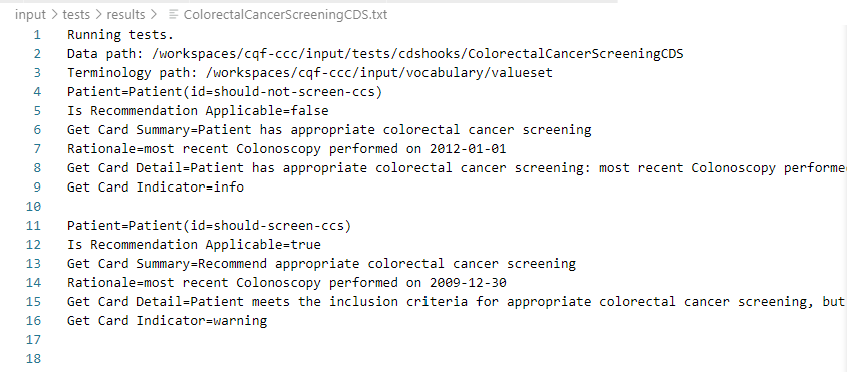 input > tests > results > ColorectalCancerScreeningCDS.txt
1 Running tests.
2 Data path: /workspaces/cqf-ccc/input/tests/cdshooks/ColorectalCancerScreeningCDS
3 Terminology path: /workspaces/cqf-ccc/input/vocabulary/valueset
4 Patient=Patient(id=should-not-screen-ccs)
5 Is Recommendation Applicable=false
6 Get Card Summary=Patient has appropriate colorectal cancer screening
7 Rationale=most recent Colonoscopy performed on 2012-01-01
8 Get Card Detail=Patient has appropriate colorectal cancer screening: most recent Colonoscopy performe
9 Get Card Indicator=info
10
11 Patient=Patient(id=should-screen-ccs)
12 Is Recommendation Applicable=true
13 Get Card Summary=Recommend appropriate colorectal cancer screening
14 Rationale=most recent Colonoscopy performed on 2009-12-30
15 Get Card Detail=Patient meets the inclusion criteria for appropriate colorectal cancer screening, but
16 Get Card Indicator=warning
17
18